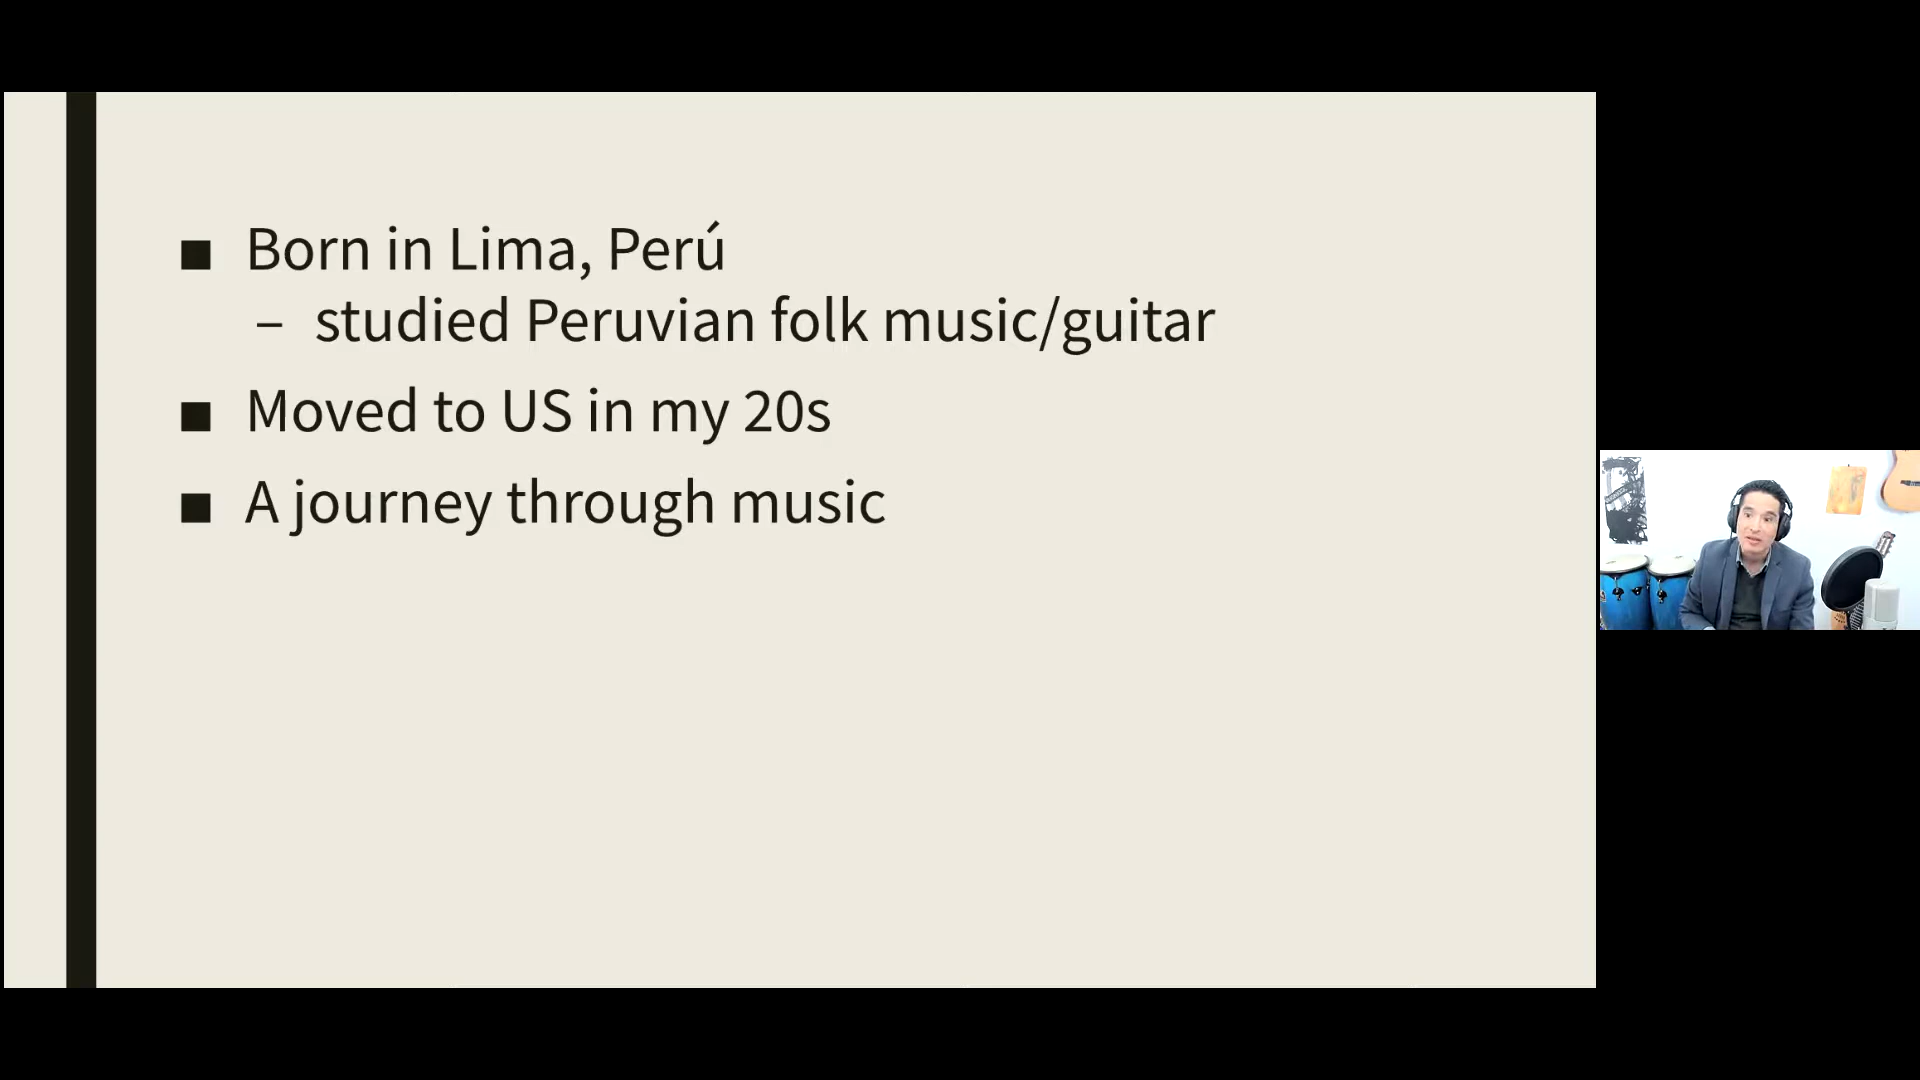 ■ Born in Lima, Perú
– studied Peruvian folk music/guitar
■ Moved to US in my 20s
■ A journey through music